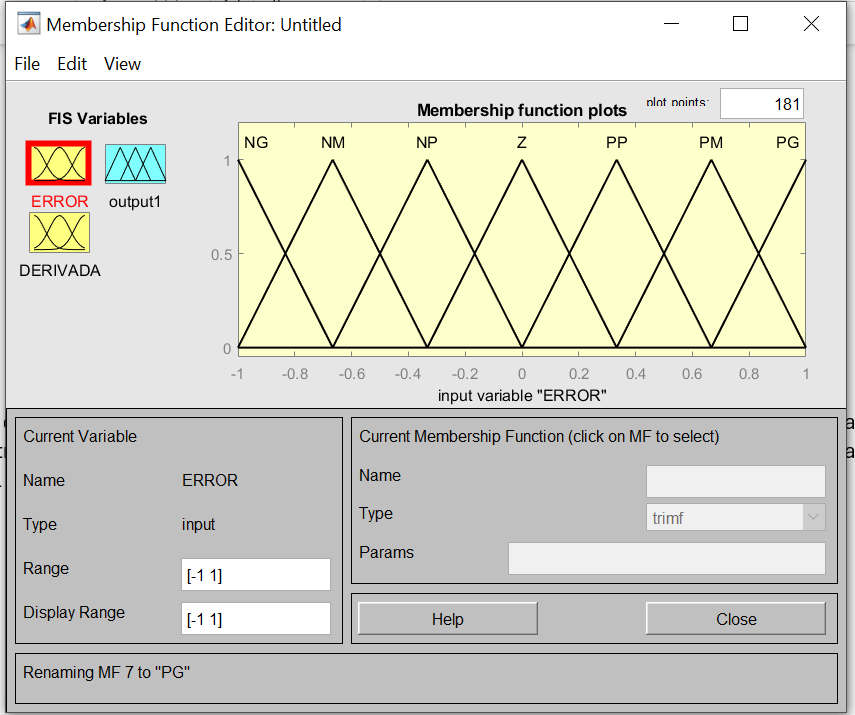 Membership Function Editor: Untitled
File Edit View
FIS Variables
ERROR output1
DERIVADA
Membership function plots plot points: 181
NG NM NP Z PP PM PG
1
0.5
0
-1 -0.8 -0.6 -0.4 -0.2 0 0.2 0.4 0.6 0.8 1
input variable "ERROR"
Current Variable
Name ERROR
Type input
Range [-1 1]
Display Range [-1 1]
Current Membership Function (click on MF to select)
Name
Type trimf
Params
Help Close
Renaming MF 7 to "PG"